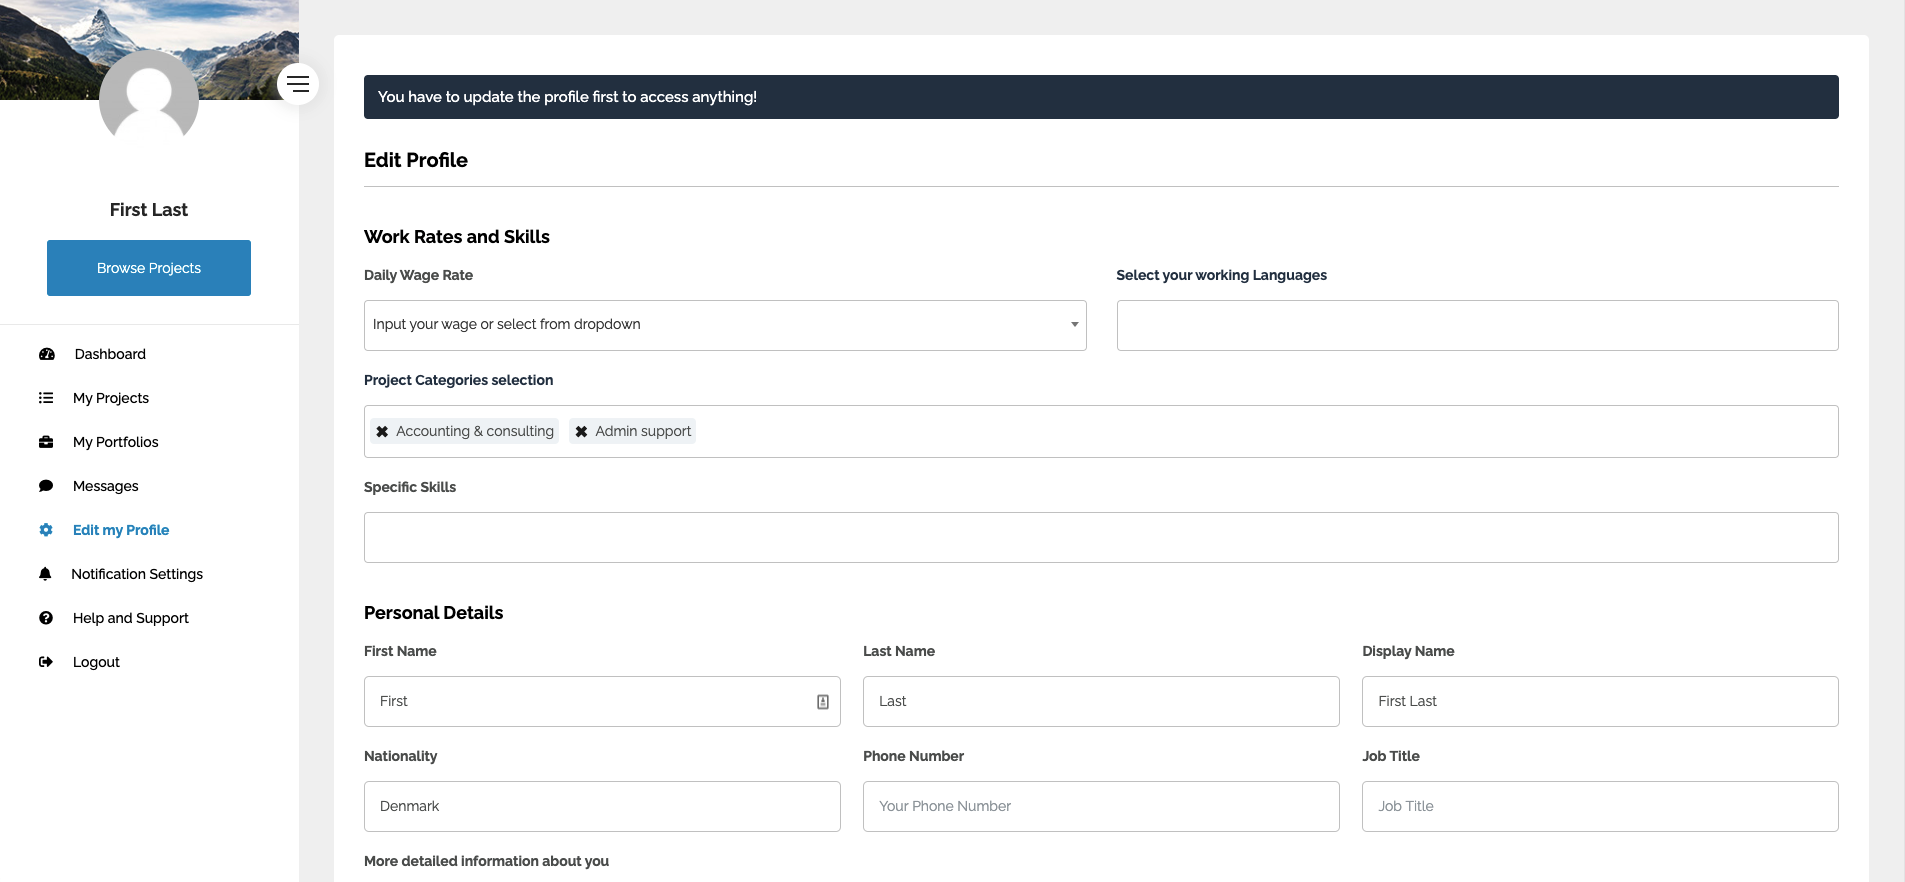 First Last
Browse Projects
Dashboard
My Projects
My Portfolios
Messages
Edit my Profile
Notification Settings
Help and Support
Logout
You have to update the profile first to access anything!
Edit Profile
Work Rates and Skills
Daily Wage Rate
Select your working Languages
Input your wage or select from dropdown
Project Categories selection
✖ Accounting & consulting ✖ Admin support
Specific Skills
Personal Details
First Name Last Name Display Name
First Last First Last
Nationality Phone Number Job Title
Denmark Your Phone Number Job Title
More detailed information about you